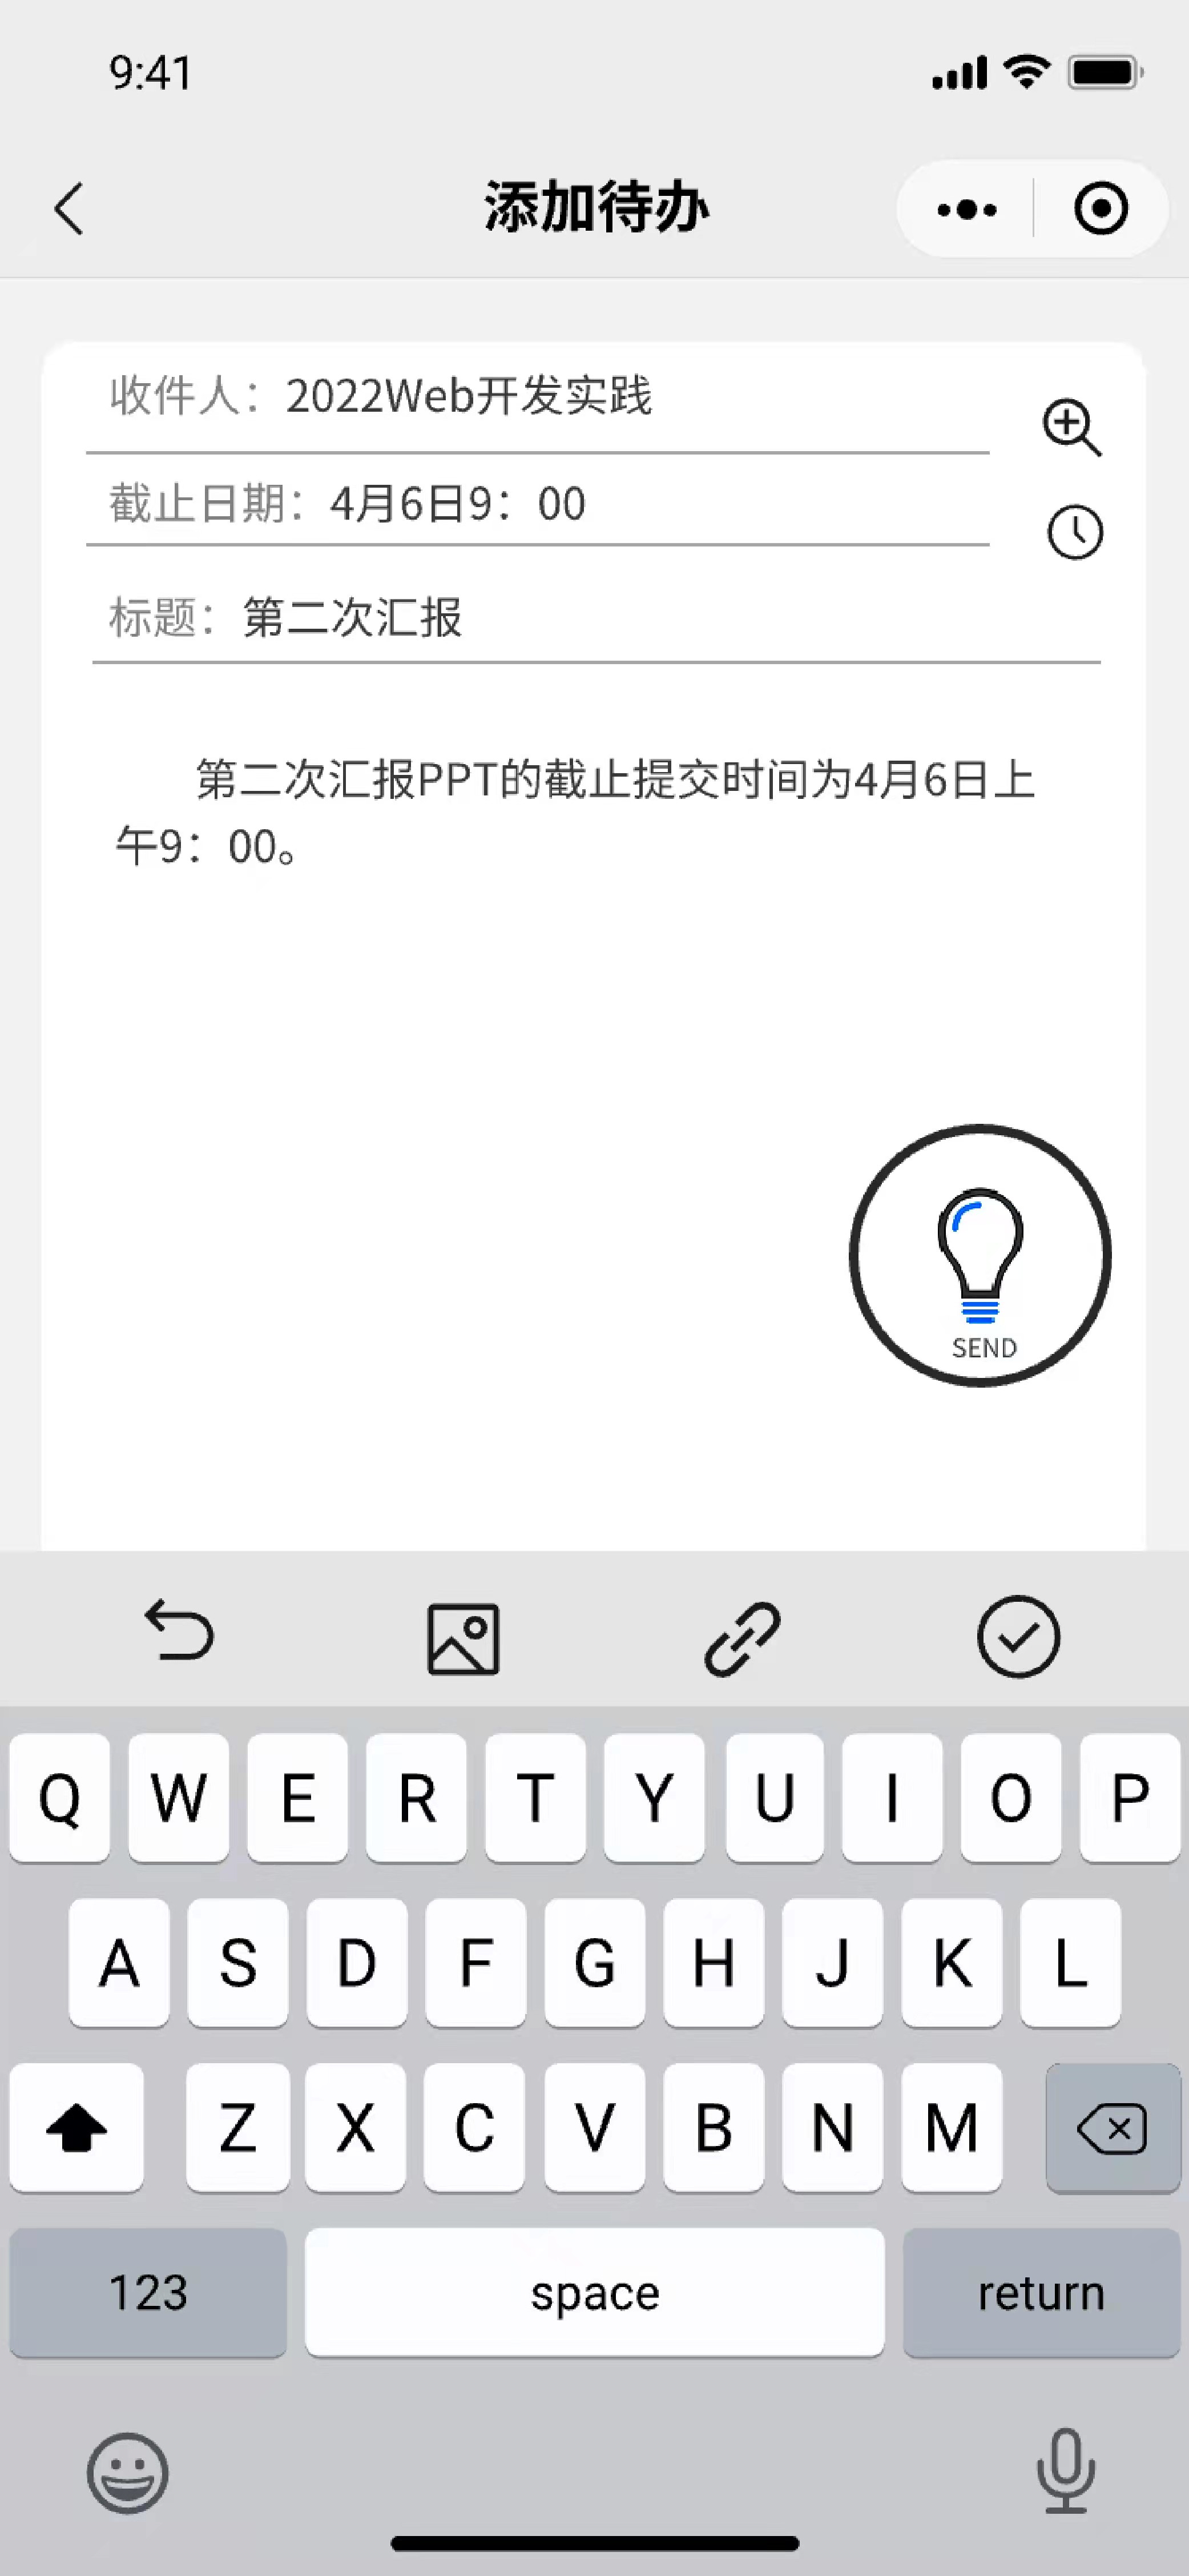 9:41
添加待办
收件人：2022Web开发实践
截止日期：4月6日9：00
标题：第二次汇报
第二次汇报PPT的截止提交时间为4月6日上
午9：00。
SEND
Q W E R T Y U I O P
A S D F G H J K L
Z X C V B N M
123 space return